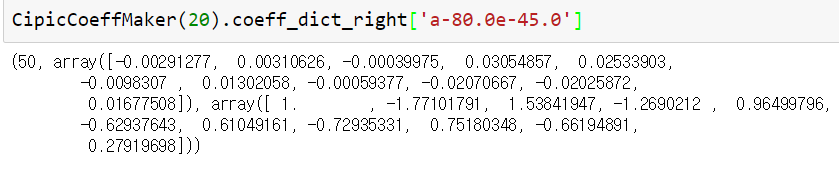 CipicCoeffMaker(20).coeff_dict_right['a-80.0e-45.0']
(50, array([-0.00291277,  0.00310626, -0.00039975,  0.03054857,  0.02533903,
       -0.0098307 ,  0.01302058, -0.00059377, -0.02070667, -0.02025872,
        0.01677508]), array([ 1.        , -1.77101791,  1.53841947, -1.2690212 ,  0.96499796,
       -0.62937643,  0.61049161, -0.72935331,  0.75180348, -0.66194891,
        0.27919698]))